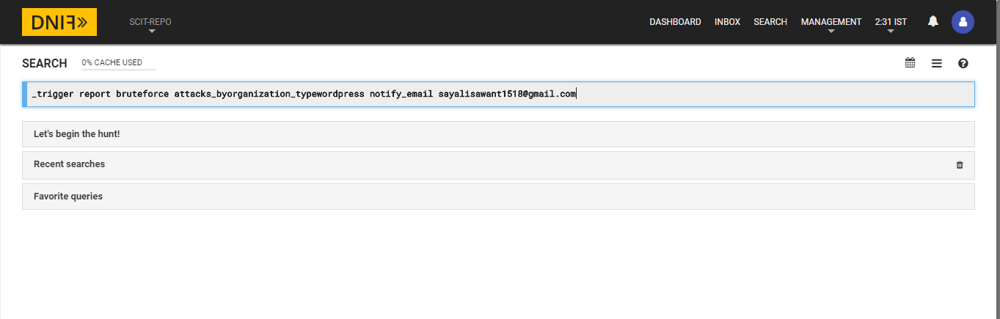 DNIF»
SCIT-REPO
DASHBOARD INBOX SEARCH MANAGEMENT 2:31 IST
SEARCH 0% CACHE USED
_trigger report bruteforce attacks_byorganization_typewordpress notify_email sayalisawant1518@gmail.com
Let's begin the hunt!
Recent searches
Favorite queries